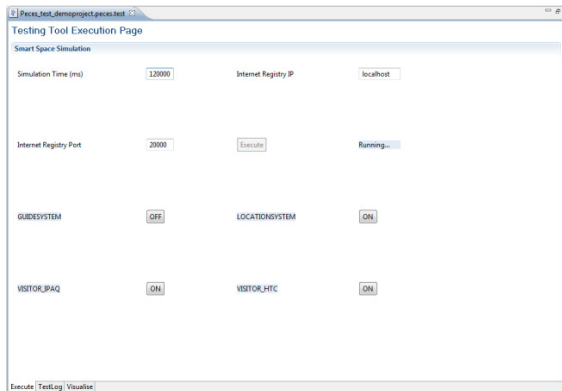 Peces_test_demoproject.peces.test
Testing Tool Execution Page
Smart Space Simulation
Simulation Time (ms) 120000 Internet Registry IP localhost
Internet Registry Port 20000 Execute Running...
GUIDESYSTEM OFF LOCATIONSYSTEM ON
VISITOR_IPAQ ON VISITOR_HTC ON
Execute TestLog Visualise